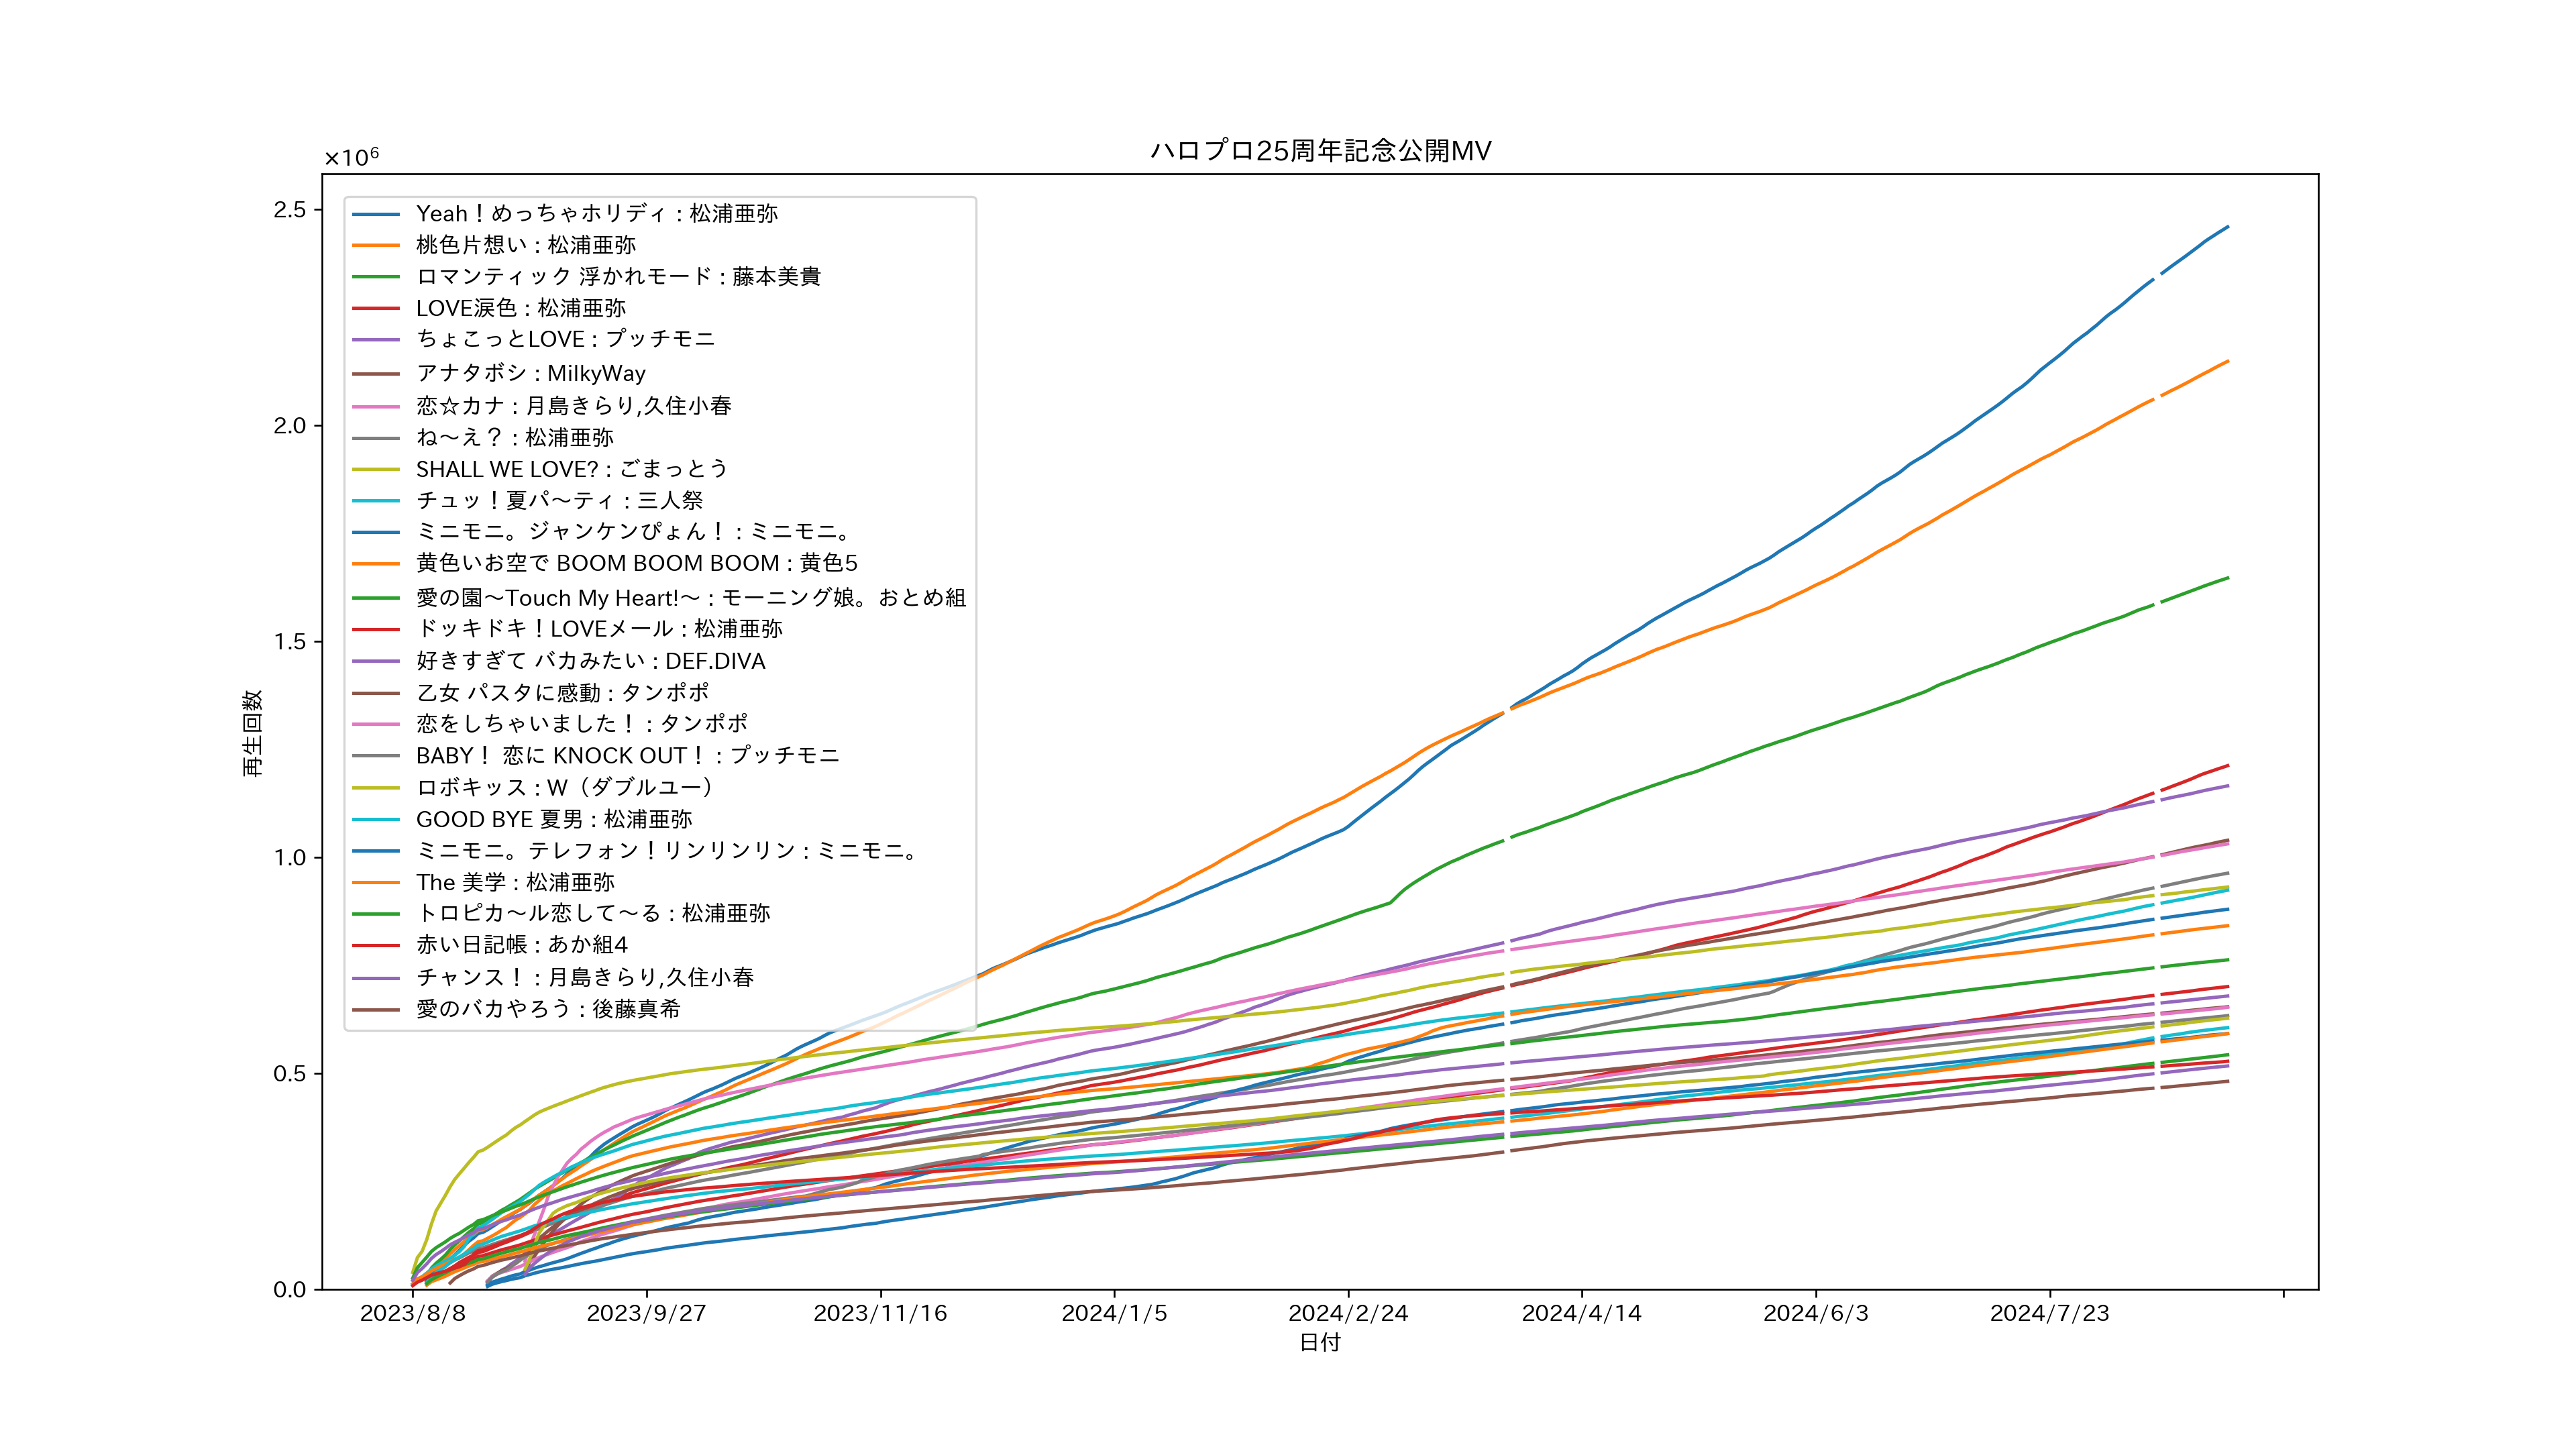 ハロプロ25周年記念公開MV
×10⁶
2.5
2.0
1.5
1.0
0.5
0.0
再生回数
Yeah！めっちゃホリディ : 松浦亜弥
桃色片想い : 松浦亜弥
ロマンティック 浮かれモード : 藤本美貴
LOVE涙色 : 松浦亜弥
ちょこっとLOVE : プッチモニ
アナタボシ : MilkyWay
恋☆カナ : 月島きらり,久住小春
ね～え？ : 松浦亜弥
SHALL WE LOVE? : ごまっとう
チュッ！夏パ～ティ : 三人祭
ミニモニ。ジャンケンぴょん！ : ミニモニ。
黄色いお空で BOOM BOOM BOOM : 黄色5
愛の園～Touch My Heart!～ : モーニング娘。おとめ組
ドッキドキ！LOVEメール : 松浦亜弥
好きすぎて バカみたい : DEF.DIVA
乙女 パスタに感動 : タンポポ
恋をしちゃいました！ : タンポポ
BABY！ 恋に KNOCK OUT！ : プッチモニ
ロボキッス : W（ダブルユー）
GOOD BYE 夏男 : 松浦亜弥
ミニモニ。テレフォン！リンリンリン : ミニモニ。
The 美学 : 松浦亜弥
トロピカ～ル恋して～る : 松浦亜弥
赤い日記帳 : あか組4
チャンス！ : 月島きらり,久住小春
愛のバカやろう : 後藤真希
2023/8/8
2023/9/27
2023/11/16
2024/1/5
2024/2/24
2024/4/14
2024/6/3
2024/7/23
日付